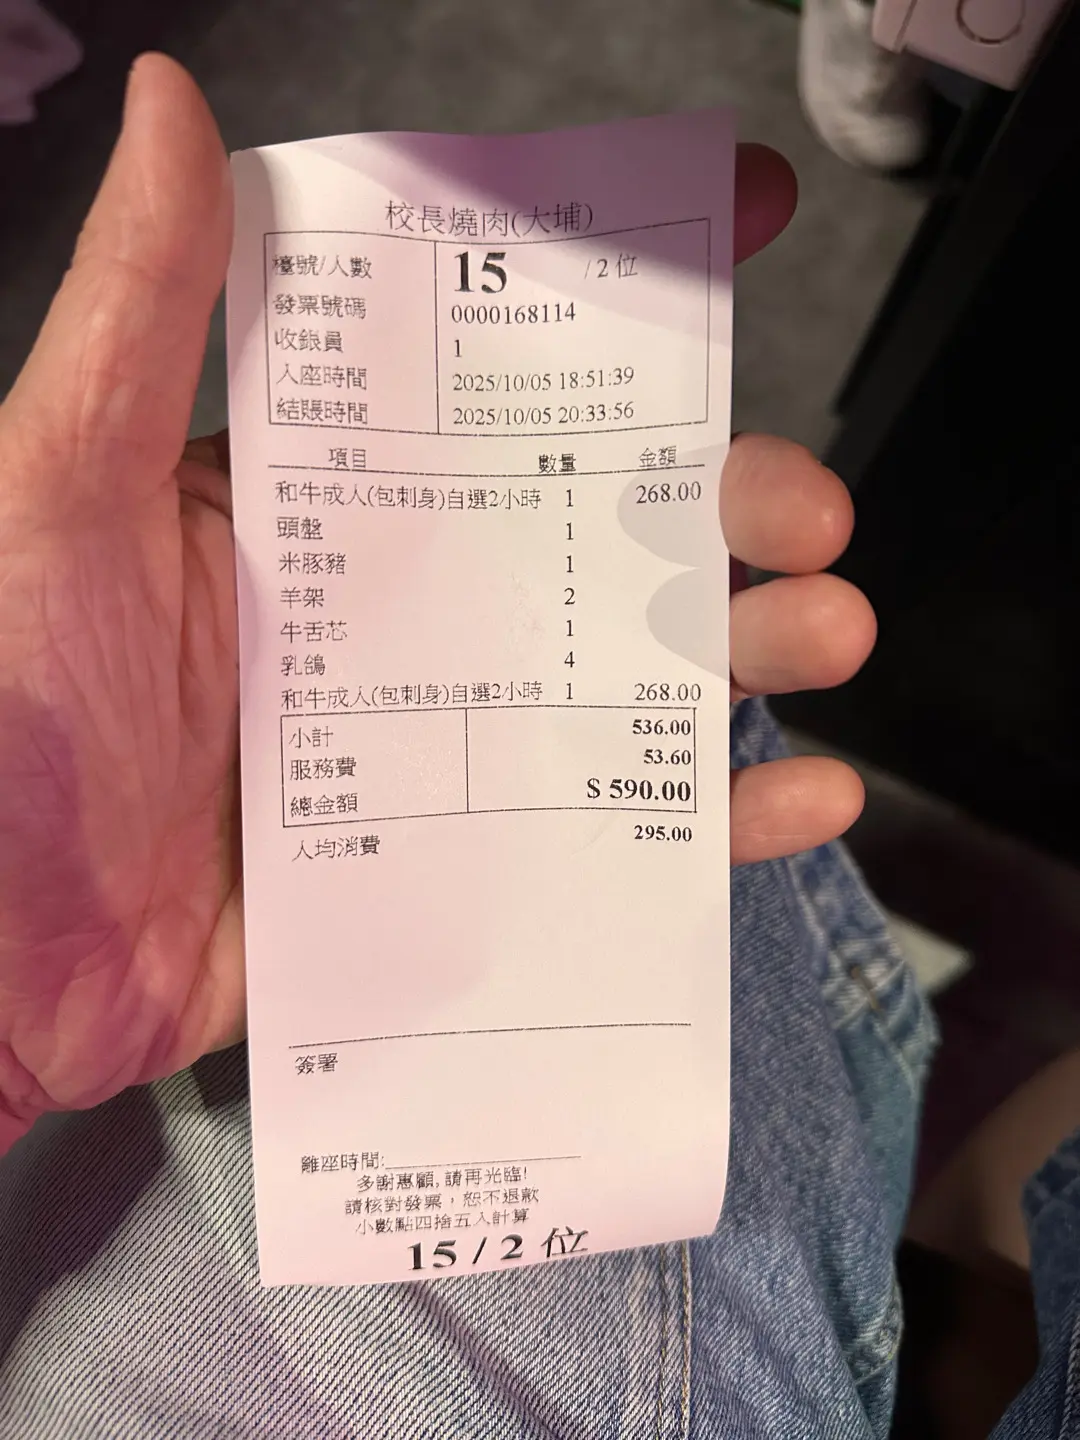 校長燒肉(大埔)
檯號/人數 15 /2 位
發票號碼 0000168114
收銀員 1
入座時間 2025/10/05 18:51:39
結賬時間 2025/10/05 20:33:56
項目 數量 金額
和牛成人(包刺身)自選2小時 1 268.00
頭盤 1
米豚豬 1
羊架 2
牛舌芯 1
乳鴿 4
和牛成人(包刺身)自選2小時 1 268.00
小計 536.00
服務費 53.60
總金額 $ 590.00
人均消費 295.00
簽署
離座時間:
多謝惠顧, 請再光臨!
請核對發票，恕不退款
小數點四捨五入計算
15 / 2 位